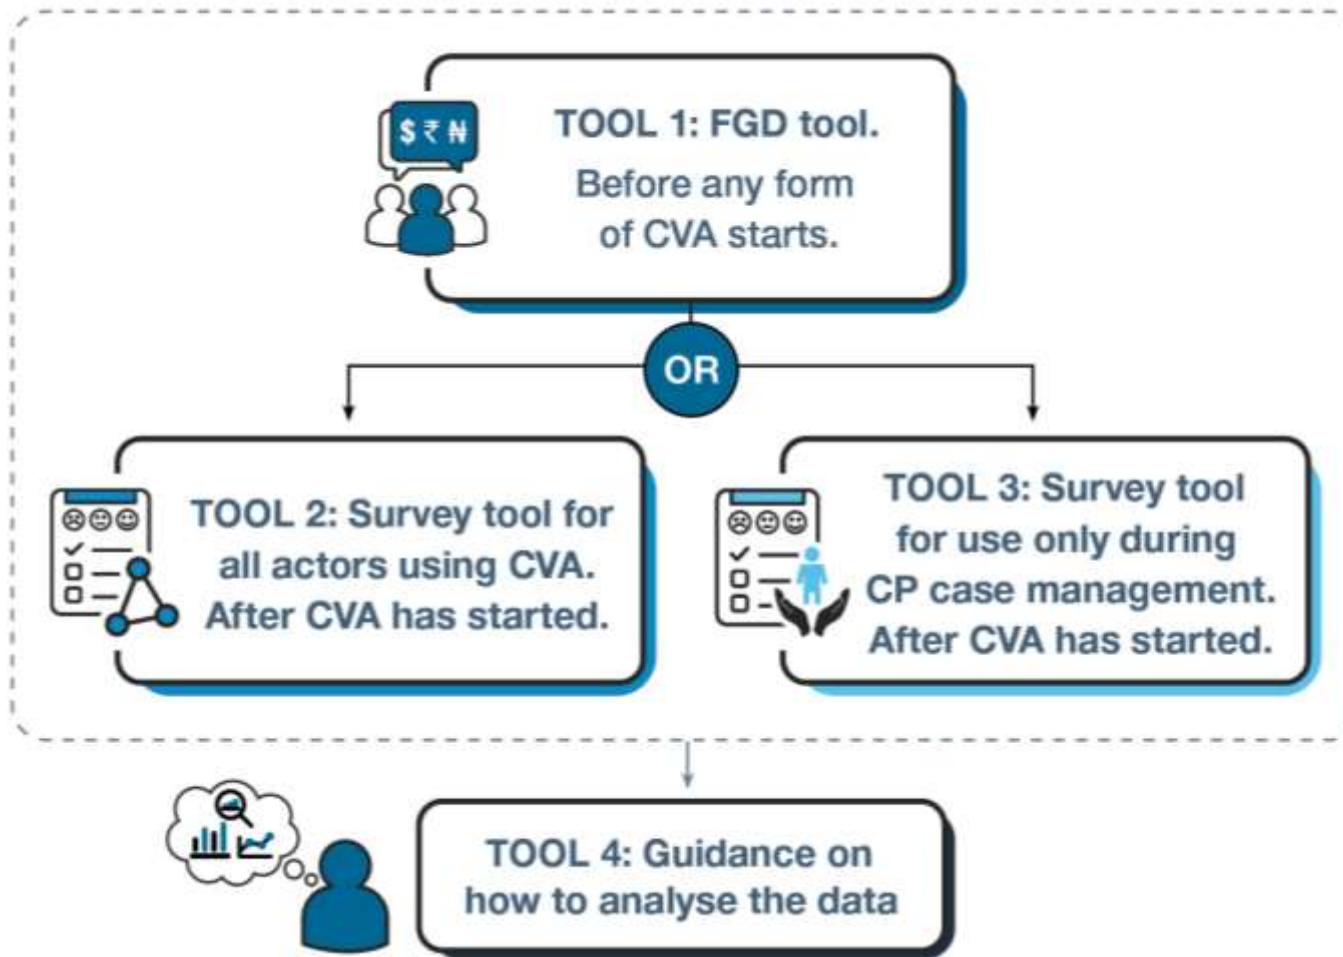 $ ₹ ₦
TOOL 1: FGD tool.
Before any form
of CVA starts.
OR
TOOL 2: Survey tool for
all actors using CVA.
After CVA has started.
TOOL 3: Survey tool
for use only during
CP case management.
After CVA has started.
TOOL 4: Guidance on
how to analyse the data